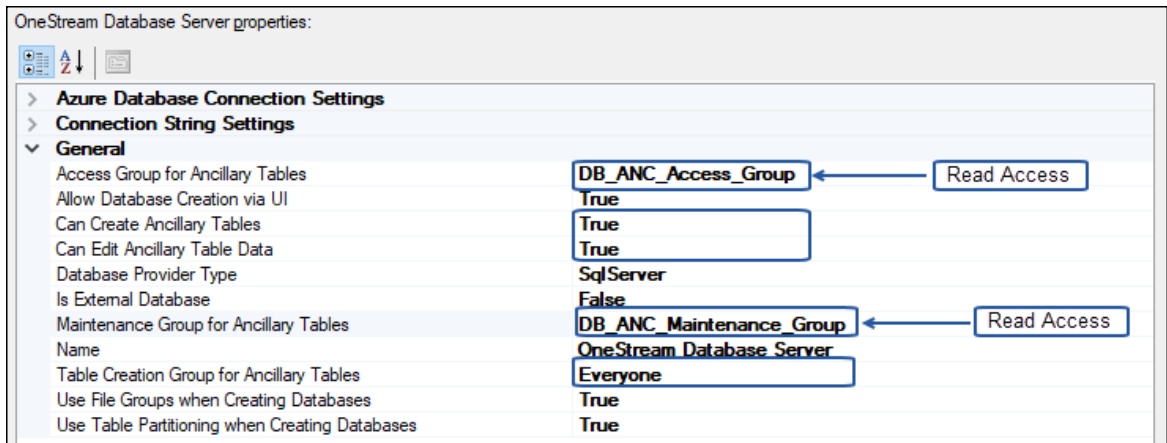 OneStream Database Server properties:
A Z
Azure Database Connection Settings
Connection String Settings
General
Access Group for Ancillary Tables DB_ANC_Access_Group Read Access
Allow Database Creation via UI True
Can Create Ancillary Tables True
Can Edit Ancillary Table Data True
Database Provider Type SqlServer
Is External Database False
Maintenance Group for Ancillary Tables DB_ANC_Maintenance_Group Read Access
Name OneStream Database Server
Table Creation Group for Ancillary Tables Everyone
Use File Groups when Creating Databases True
Use Table Partitioning when Creating Databases True